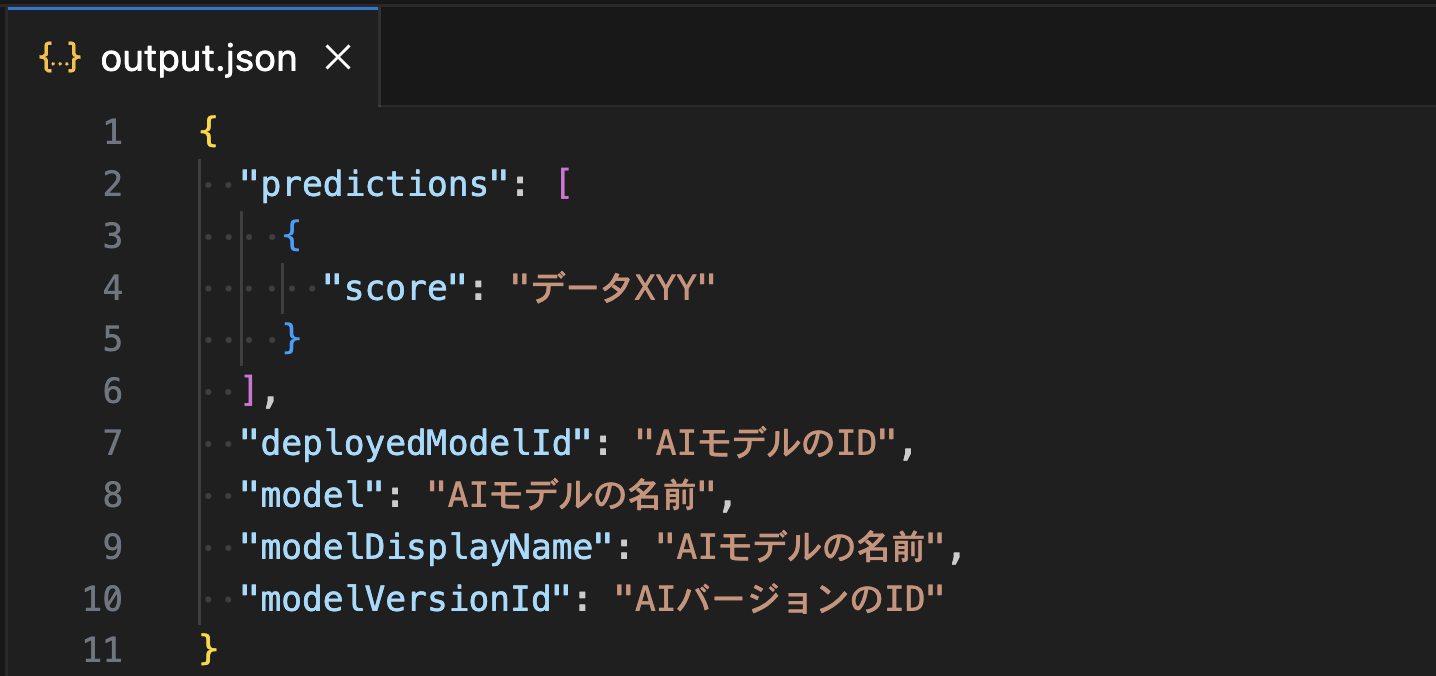 {...} output.json ×
1 {
2 "predictions": [
3 {
4 "score": "データXYY"
5 }
6 ],
7 "deployedModelId": "AIモデルのID",
8 "model": "AIモデルの名前",
9 "modelDisplayName": "AIモデルの名前",
10 "modelVersionId": "AIバージョンのID"
11 }